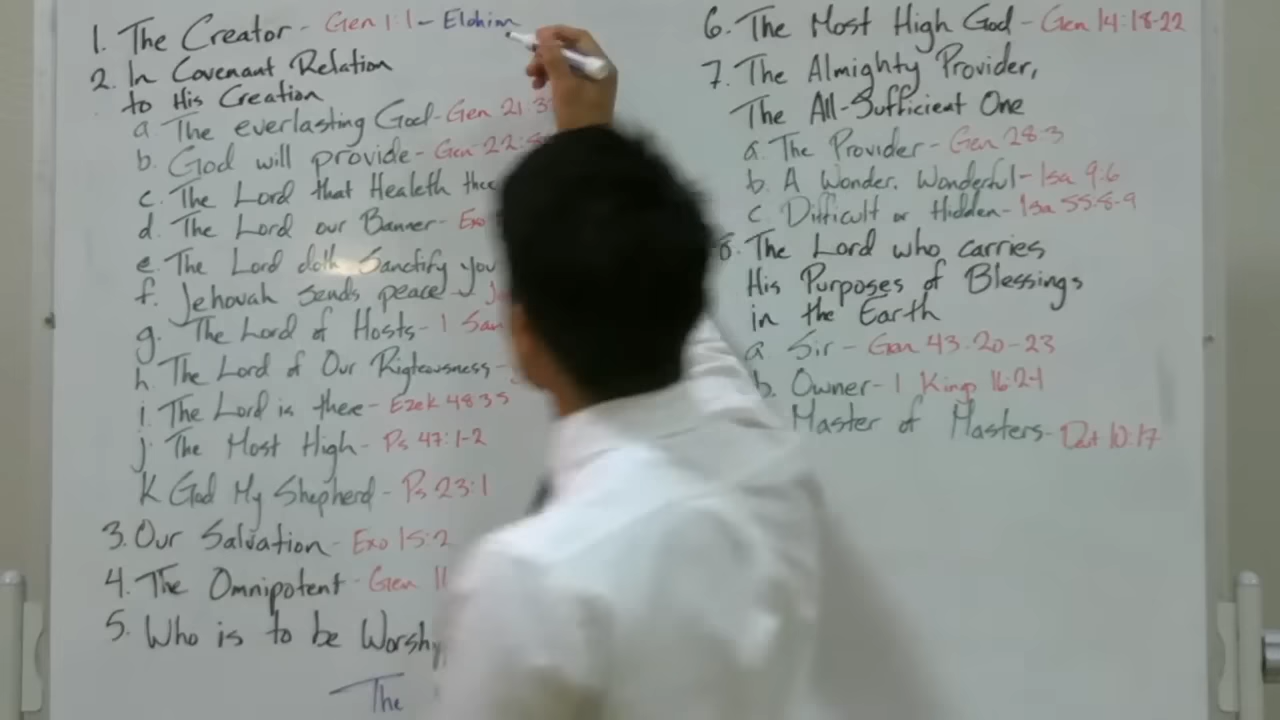 1. The Creator - Gen 1:1 - Elohim
2. In Covenant Relation
to His Creation
a. The everlasting God - Gen 21:3
b. God will provide - Gen 22:8
c. The Lord that Healeth thee
d. The Lord our Banner - Exo
e. The Lord doth Sanctify you
f. Jehovah sends peace -
g. The Lord of Hosts - 1 Sam
h. The Lord of Our Rigteousness -
i. The Lord is there - Ezek 48:35
j. The Most High - Ps 47:1-2
K God My Shepherd - Ps 23:1
3. Our Salvation - Exo 15:2
4. The Omnipotent - Gen 11
5. Who is to be Worshy
The
6. The Most High God - Gen 14:18-22
7. The Almighty Provider,
The All-Sufficient One
a. The Provider - Gen 28:3
b. A Wonder. Wonderful - Isa 9:6
c. Difficult or Hidden - Isa 55:8-9
8. The Lord who carries
His Purposes of Blessings
in the Earth
a Sir - Gen 43:20-23
b. Owner - 1 Kings 16:24
Master of Masters - Deut 10:17